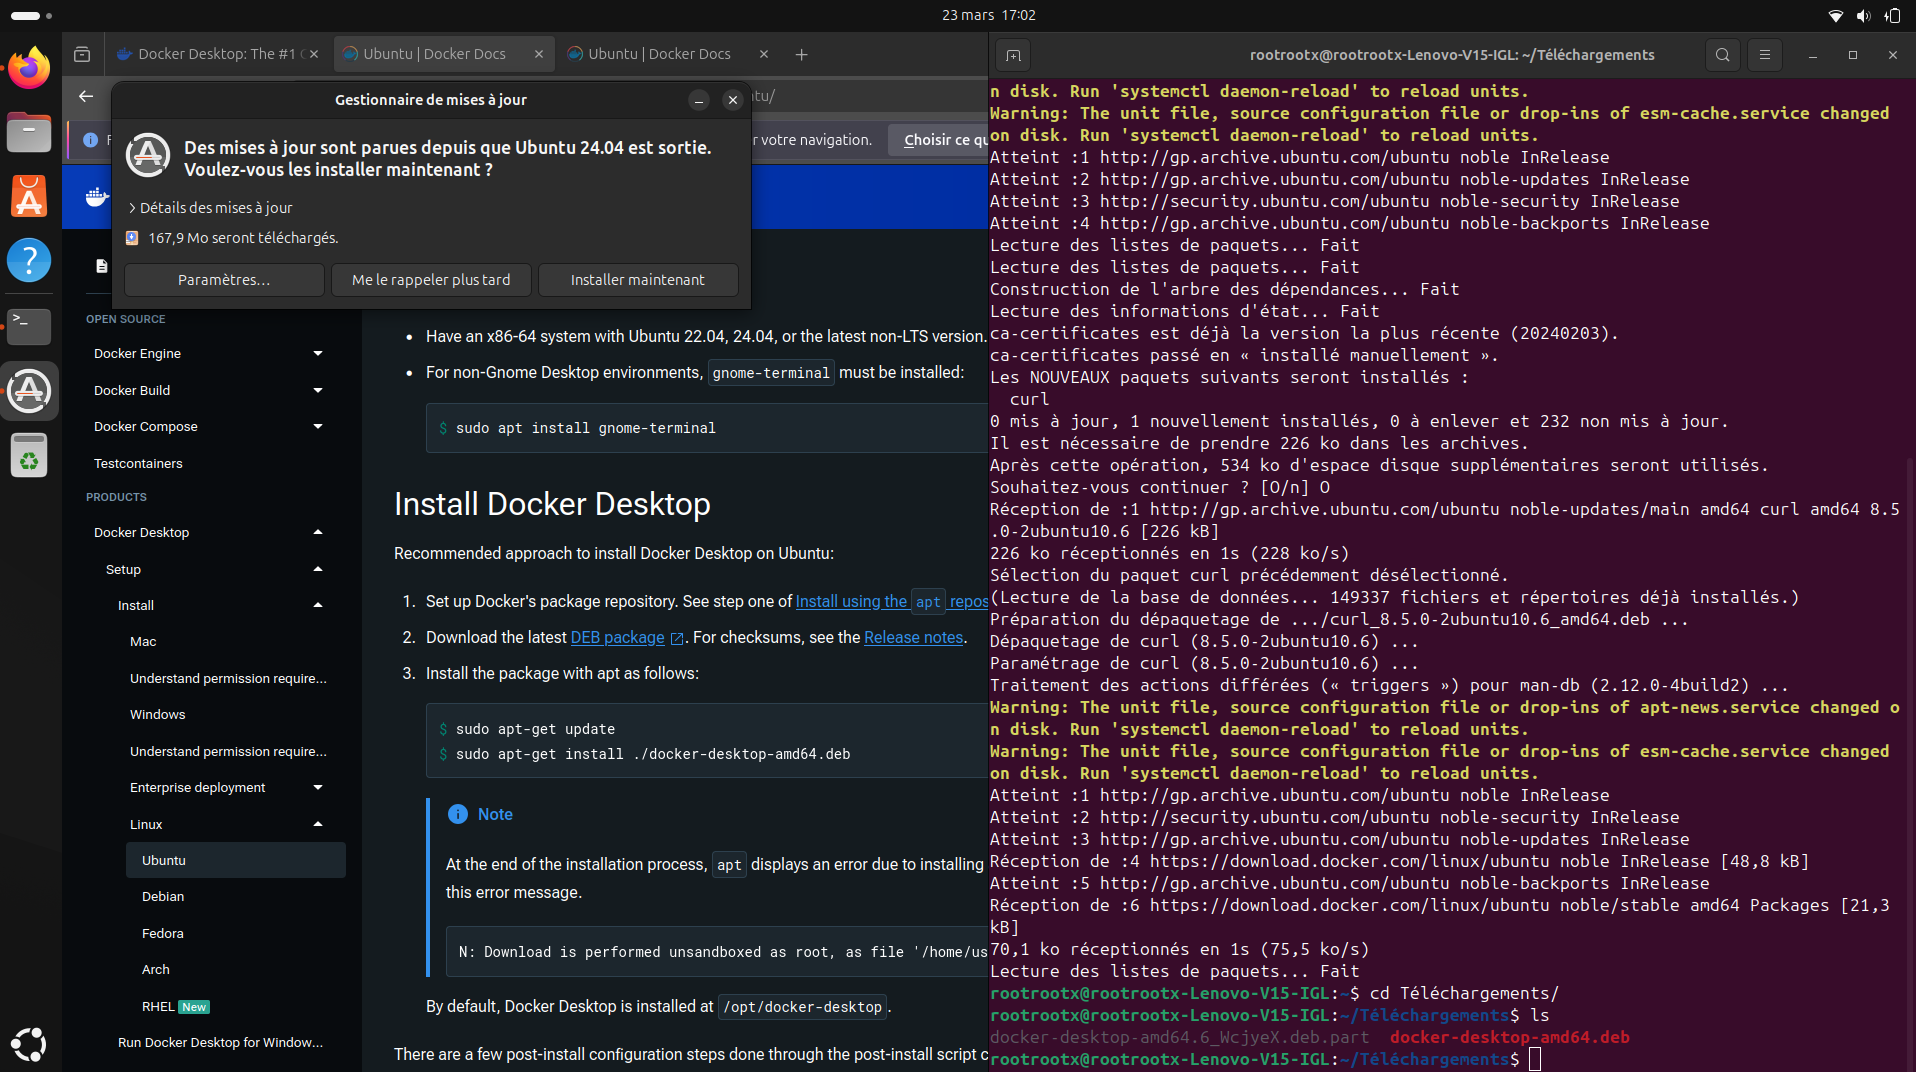 23 mars 17:02
Docker Desktop: The #1
Ubuntu | Docker Docs
Ubuntu | Docker Docs
rootrootx@rootrootx-Lenovo-V15-IGL: ~/Téléchargements
Gestionnaire de mises à jour
tu/
r votre navigation.
Choisir ce qu
Des mises à jour sont parues depuis que Ubuntu 24.04 est sortie.
Voulez-vous les installer maintenant ?
Détails des mises à jour
167,9 Mo seront téléchargés.
Paramètres…
Me le rappeler plus tard
Installer maintenant
OPEN SOURCE
Docker Engine
Docker Build
Docker Compose
Testcontainers
PRODUCTS
Docker Desktop
Setup
Install
Mac
Understand permission require...
Windows
Understand permission require...
Enterprise deployment
Linux
Ubuntu
Debian
Fedora
Arch
RHEL New
Run Docker Desktop for Window...
Have an x86-64 system with Ubuntu 22.04, 24.04, or the latest non-LTS version.
For non-Gnome Desktop environments, gnome-terminal must be installed:
$ sudo apt install gnome-terminal
Install Docker Desktop
Recommended approach to install Docker Desktop on Ubuntu:
1. Set up Docker's package repository. See step one of Install using the apt repos
2. Download the latest DEB package. For checksums, see the Release notes.
3. Install the package with apt as follows:
$ sudo apt-get update
$ sudo apt-get install ./docker-desktop-amd64.deb
Note
At the end of the installation process, apt displays an error due to installing
this error message.
N: Download is performed unsandboxed as root, as file '/home/us
By default, Docker Desktop is installed at /opt/docker-desktop.
There are a few post-install configuration steps done through the post-install script c
n disk. Run 'systemctl daemon-reload' to reload units.
Warning: The unit file, source configuration file or drop-ins of esm-cache.service changed
on disk. Run 'systemctl daemon-reload' to reload units.
Atteint :1 http://gp.archive.ubuntu.com/ubuntu noble InRelease
Atteint :2 http://gp.archive.ubuntu.com/ubuntu noble-updates InRelease
Atteint :3 http://security.ubuntu.com/ubuntu noble-security InRelease
Atteint :4 http://gp.archive.ubuntu.com/ubuntu noble-backports InRelease
Lecture des listes de paquets... Fait
Lecture des listes de paquets... Fait
Construction de l'arbre des dépendances... Fait
Lecture des informations d'état... Fait
ca-certificates est déjà la version la plus récente (20240203).
ca-certificates passé en « installé manuellement ».
Les NOUVEAUX paquets suivants seront installés :
curl
0 mis à jour, 1 nouvellement installés, 0 à enlever et 232 non mis à jour.
Il est nécessaire de prendre 226 ko dans les archives.
Après cette opération, 534 ko d'espace disque supplémentaires seront utilisés.
Souhaitez-vous continuer ? [O/n] O
Réception de :1 http://gp.archive.ubuntu.com/ubuntu noble-updates/main amd64 curl amd64 8.5
.0-2ubuntu10.6 [226 kB]
226 ko réceptionnés en 1s (228 ko/s)
Sélection du paquet curl précédemment désélectionné.
(Lecture de la base de données... 149337 fichiers et répertoires déjà installés.)
Préparation du dépaquetage de .../curl_8.5.0-2ubuntu10.6_amd64.deb ...
Dépaquetage de curl (8.5.0-2ubuntu10.6) ...
Paramétrage de curl (8.5.0-2ubuntu10.6) ...
Traitement des actions différées (« triggers ») pour man-db (2.12.0-4build2) ...
Warning: The unit file, source configuration file or drop-ins of apt-news.service changed o
n disk. Run 'systemctl daemon-reload' to reload units.
Warning: The unit file, source configuration file or drop-ins of esm-cache.service changed
on disk. Run 'systemctl daemon-reload' to reload units.
Atteint :1 http://gp.archive.ubuntu.com/ubuntu noble InRelease
Atteint :2 http://security.ubuntu.com/ubuntu noble-security InRelease
Atteint :3 http://gp.archive.ubuntu.com/ubuntu noble-updates InRelease
Réception de :4 https://download.docker.com/linux/ubuntu noble InRelease [48,8 kB]
Atteint :5 http://gp.archive.ubuntu.com/ubuntu noble-backports InRelease
Réception de :6 https://download.docker.com/linux/ubuntu noble/stable amd64 Packages [21,3
kB]
70,1 ko réceptionnés en 1s (75,5 ko/s)
Lecture des listes de paquets... Fait
rootrootx@rootrootx-Lenovo-V15-IGL:~$ cd Téléchargements/
rootrootx@rootrootx-Lenovo-V15-IGL:~/Téléchargements$ ls
docker-desktop-amd64.6_WcjyeX.deb.part docker-desktop-amd64.deb
rootrootx@rootrootx-Lenovo-V15-IGL:~/Téléchargements$